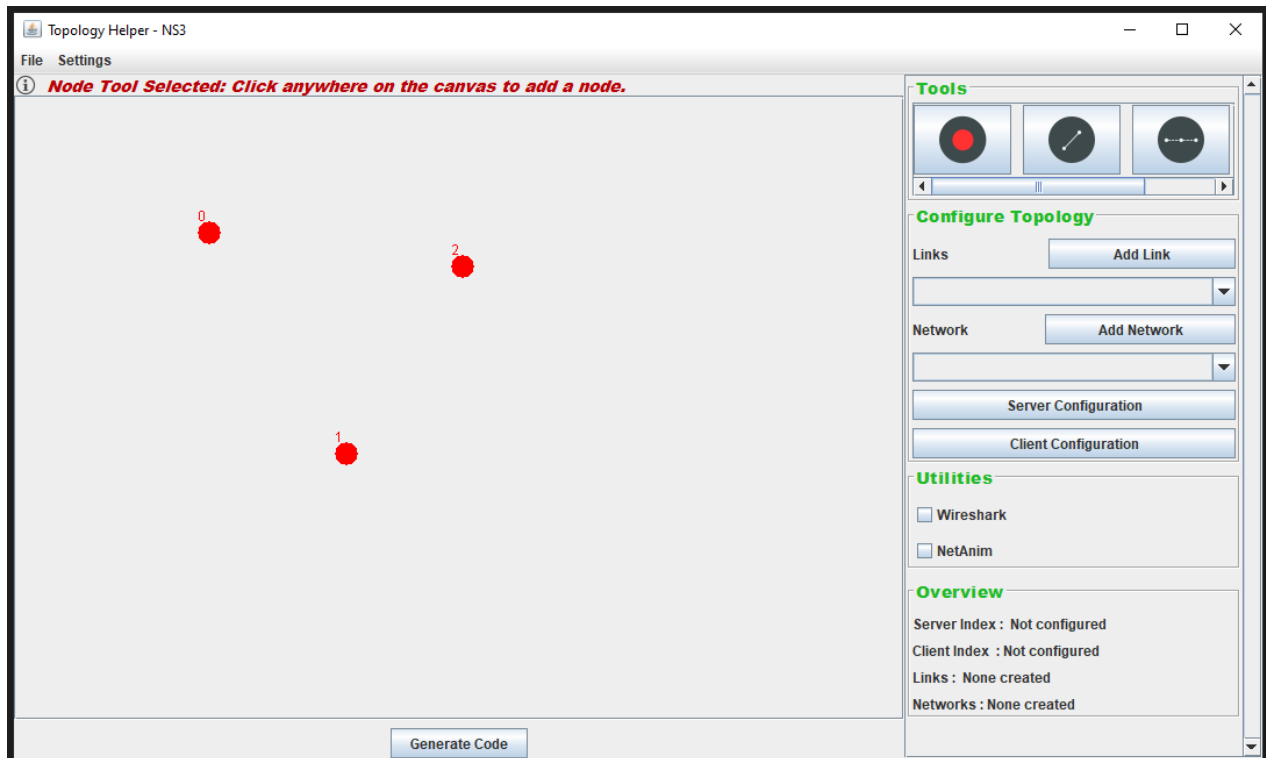 Topology Helper - NS3
File Settings
Node Tool Selected: Click anywhere on the canvas to add a node.
0
2
1
Generate Code
Tools
Configure Topology
Links Add Link
Network Add Network
Server Configuration
Client Configuration
Utilities
Wireshark
NetAnim
Overview
Server Index : Not configured
Client Index : Not configured
Links : None created
Networks : None created